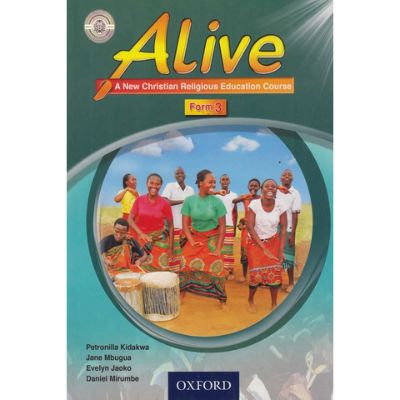 Alive
A New Christian Religious Education Course
Form 3
Petronilla Kidakwa
Jane Mbugua
Evelyn Jaoko
Daniel Mirumbe
OXFORD